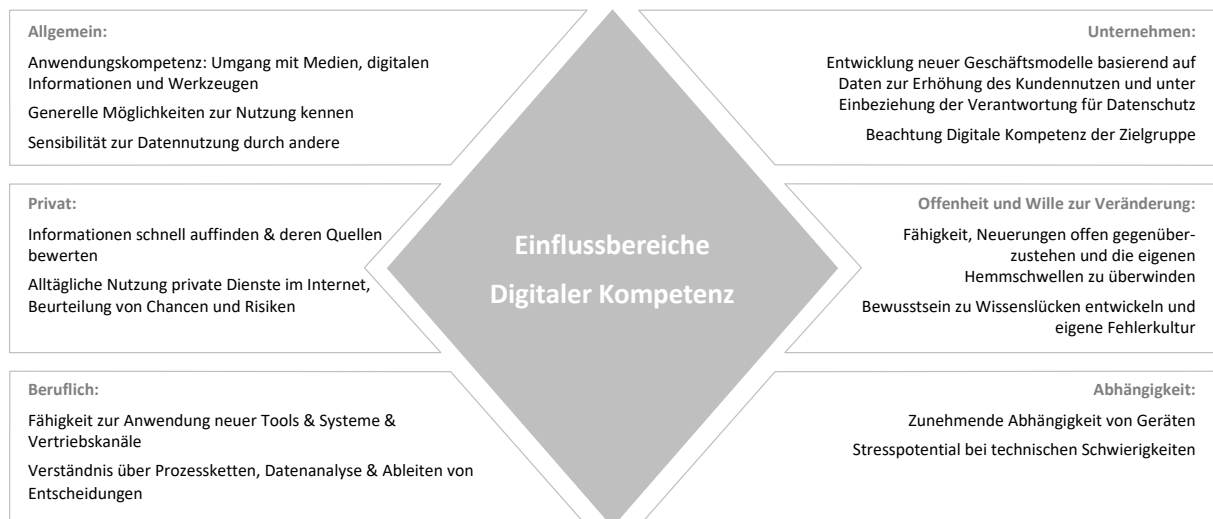 Allgemein:
Anwendungskompetenz: Umgang mit Medien, digitalen
Informationen und Werkzeugen
Generelle Möglichkeiten zur Nutzung kennen
Sensibilität zur Datennutzung durch andere
Privat:
Informationen schnell auffinden & deren Quellen
bewerten
Alltägliche Nutzung private Dienste im Internet,
Beurteilung von Chancen und Risiken
Beruflich:
Fähigkeit zur Anwendung neuer Tools & Systeme &
Vertriebskanäle
Verständnis über Prozessketten, Datenanalyse & Ableiten von
Entscheidungen
Einflussbereiche
Digitaler Kompetenz
Unternehmen:
Entwicklung neuer Geschäftsmodelle basierend auf
Daten zur Erhöhung des Kundennutzen und unter
Einbeziehung der Verantwortung für Datenschutz
Beachtung Digitale Kompetenz der Zielgruppe
Offenheit und Wille zur Veränderung:
Fähigkeit, Neuerungen offen gegenüber-
zustehen und die eigenen
Hemmschwellen zu überwinden
Bewusstsein zu Wissenslücken entwickeln und
eigene Fehlerkultur
Abhängigkeit:
Zunehmende Abhängigkeit von Geräten
Stresspotential bei technischen Schwierigkeiten